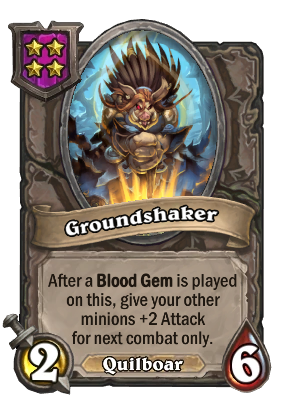 Groundshaker
After a Blood Gem is played
on this, give your other
minions +2 Attack
for next combat only.
2
Quilboar
6